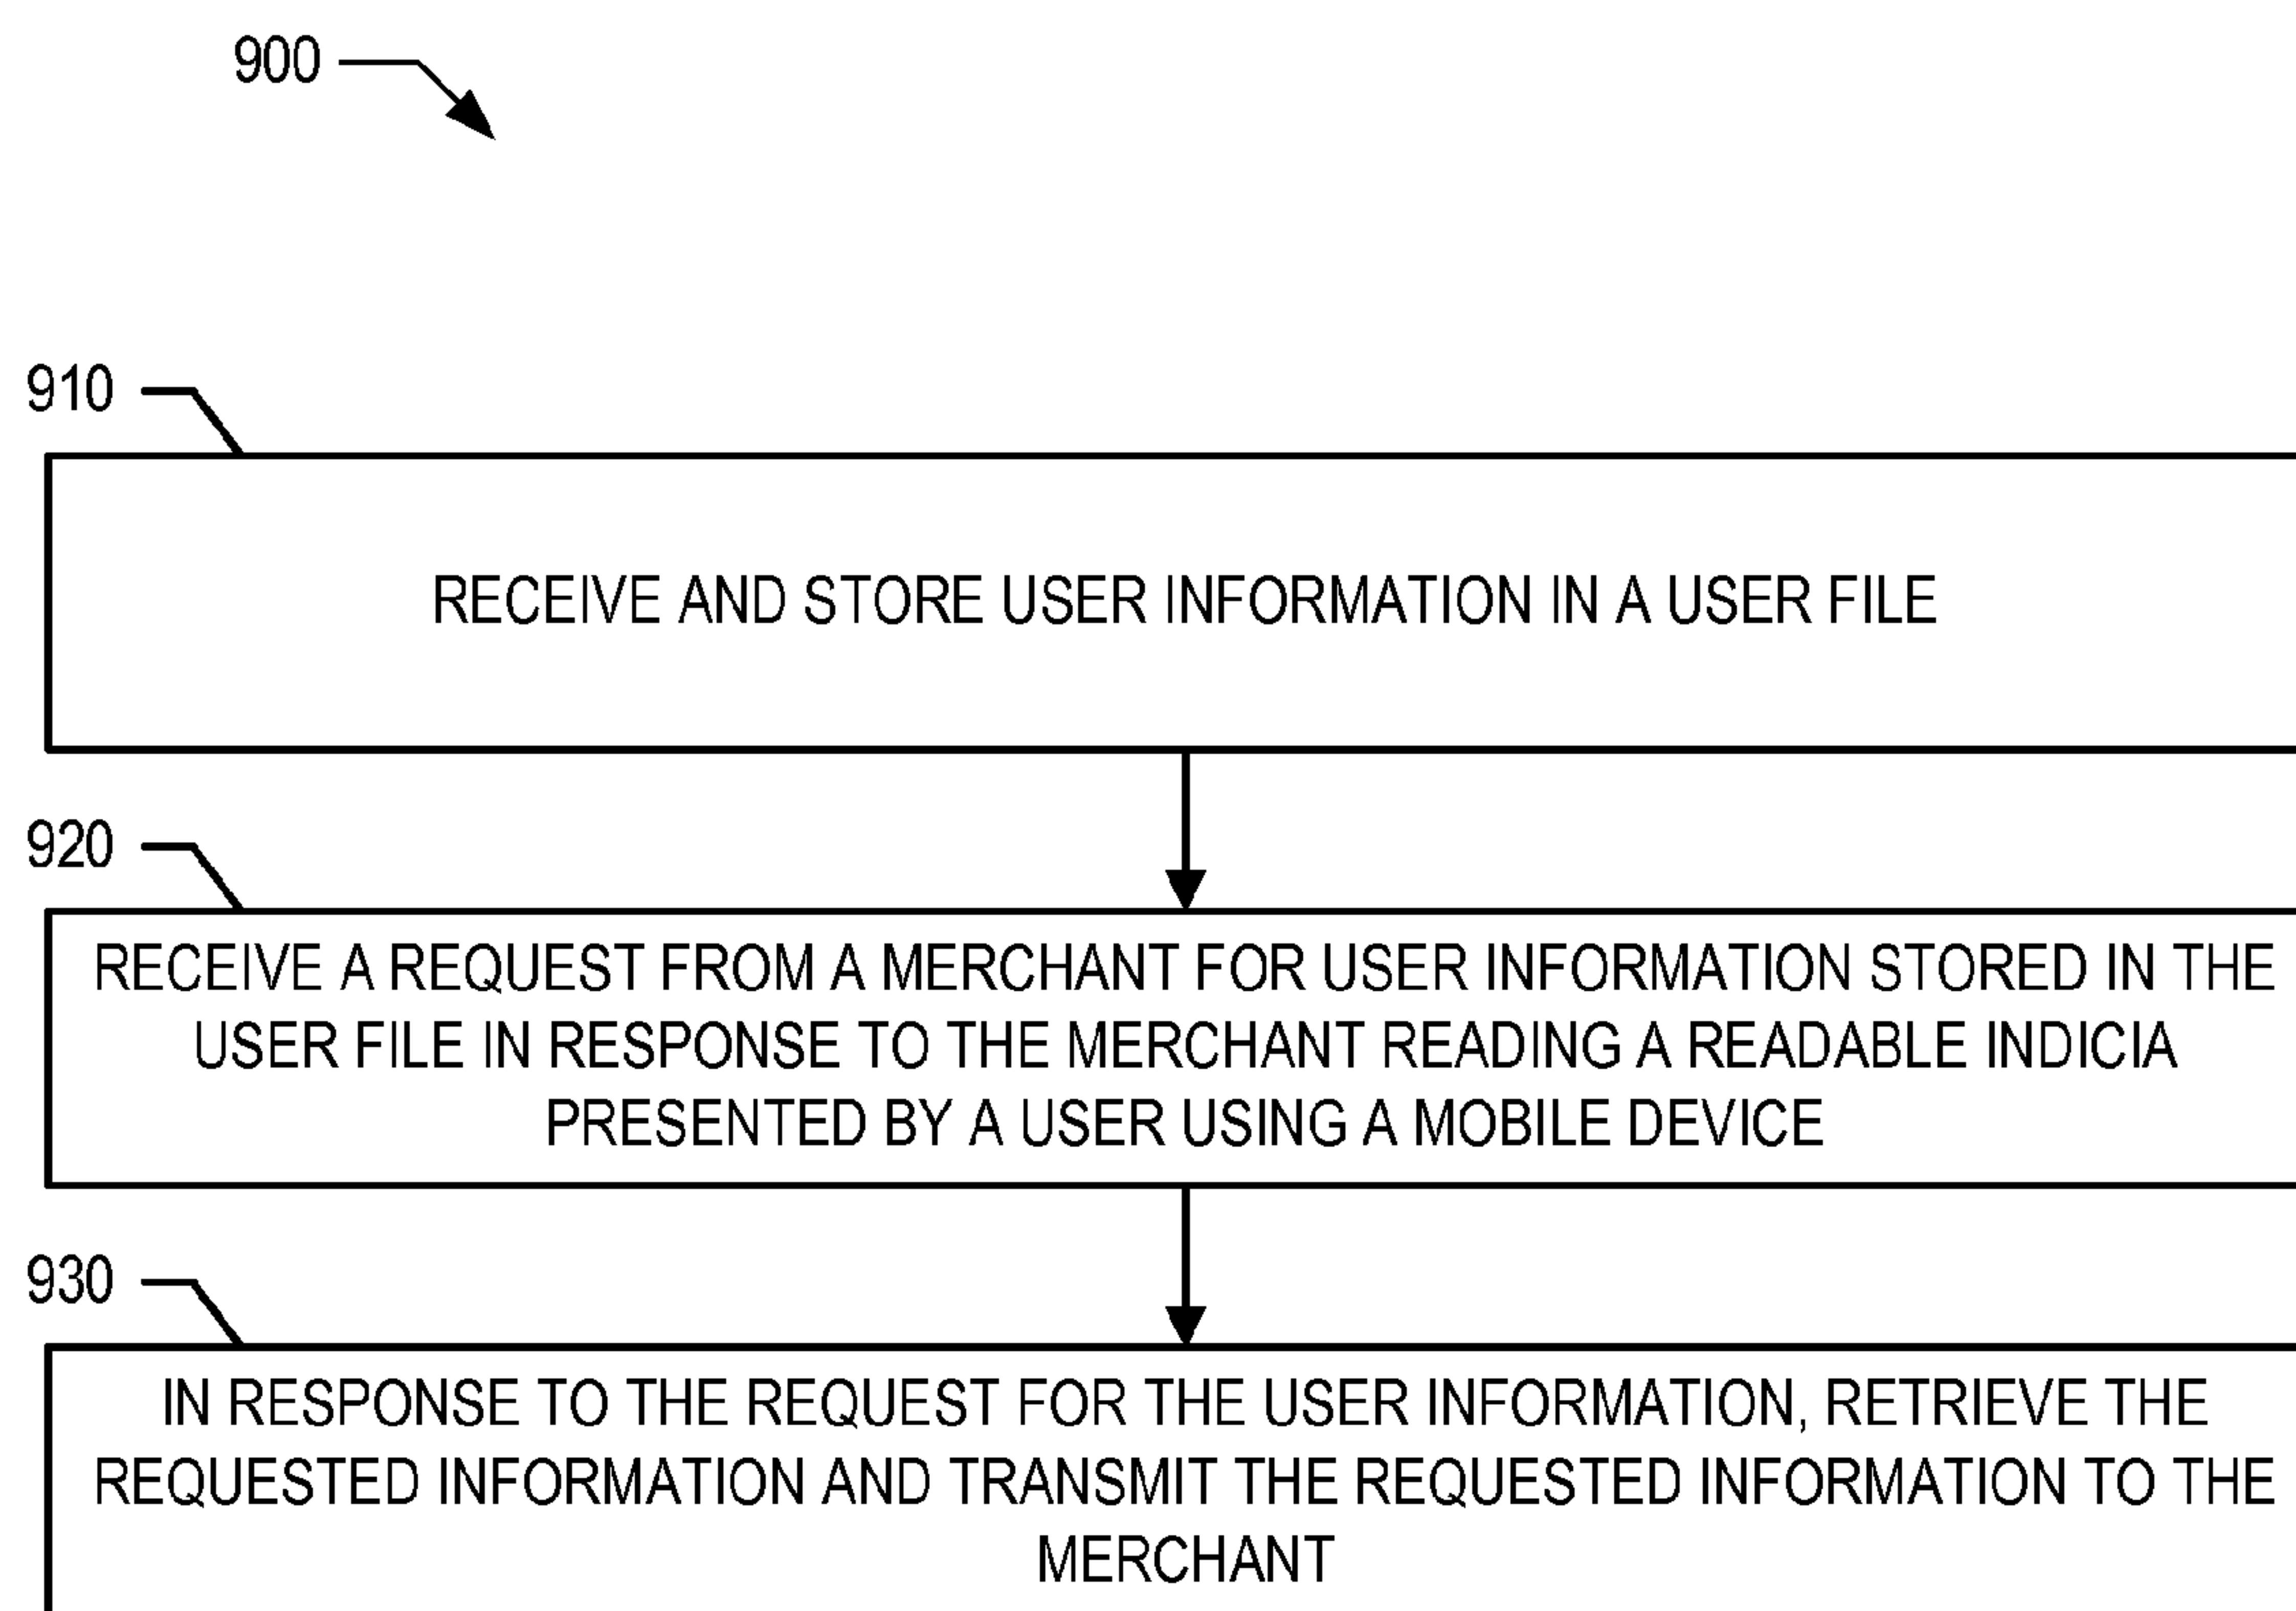 900
910
RECEIVE AND STORE USER INFORMATION IN A USER FILE
920
RECEIVE A REQUEST FROM A MERCHANT FOR USER INFORMATION STORED IN THE
USER FILE IN RESPONSE TO THE MERCHANT READING A READABLE INDICIA
PRESENTED BY A USER USING A MOBILE DEVICE
930
IN RESPONSE TO THE REQUEST FOR THE USER INFORMATION, RETRIEVE THE
REQUESTED INFORMATION AND TRANSMIT THE REQUESTED INFORMATION TO THE
MERCHANT